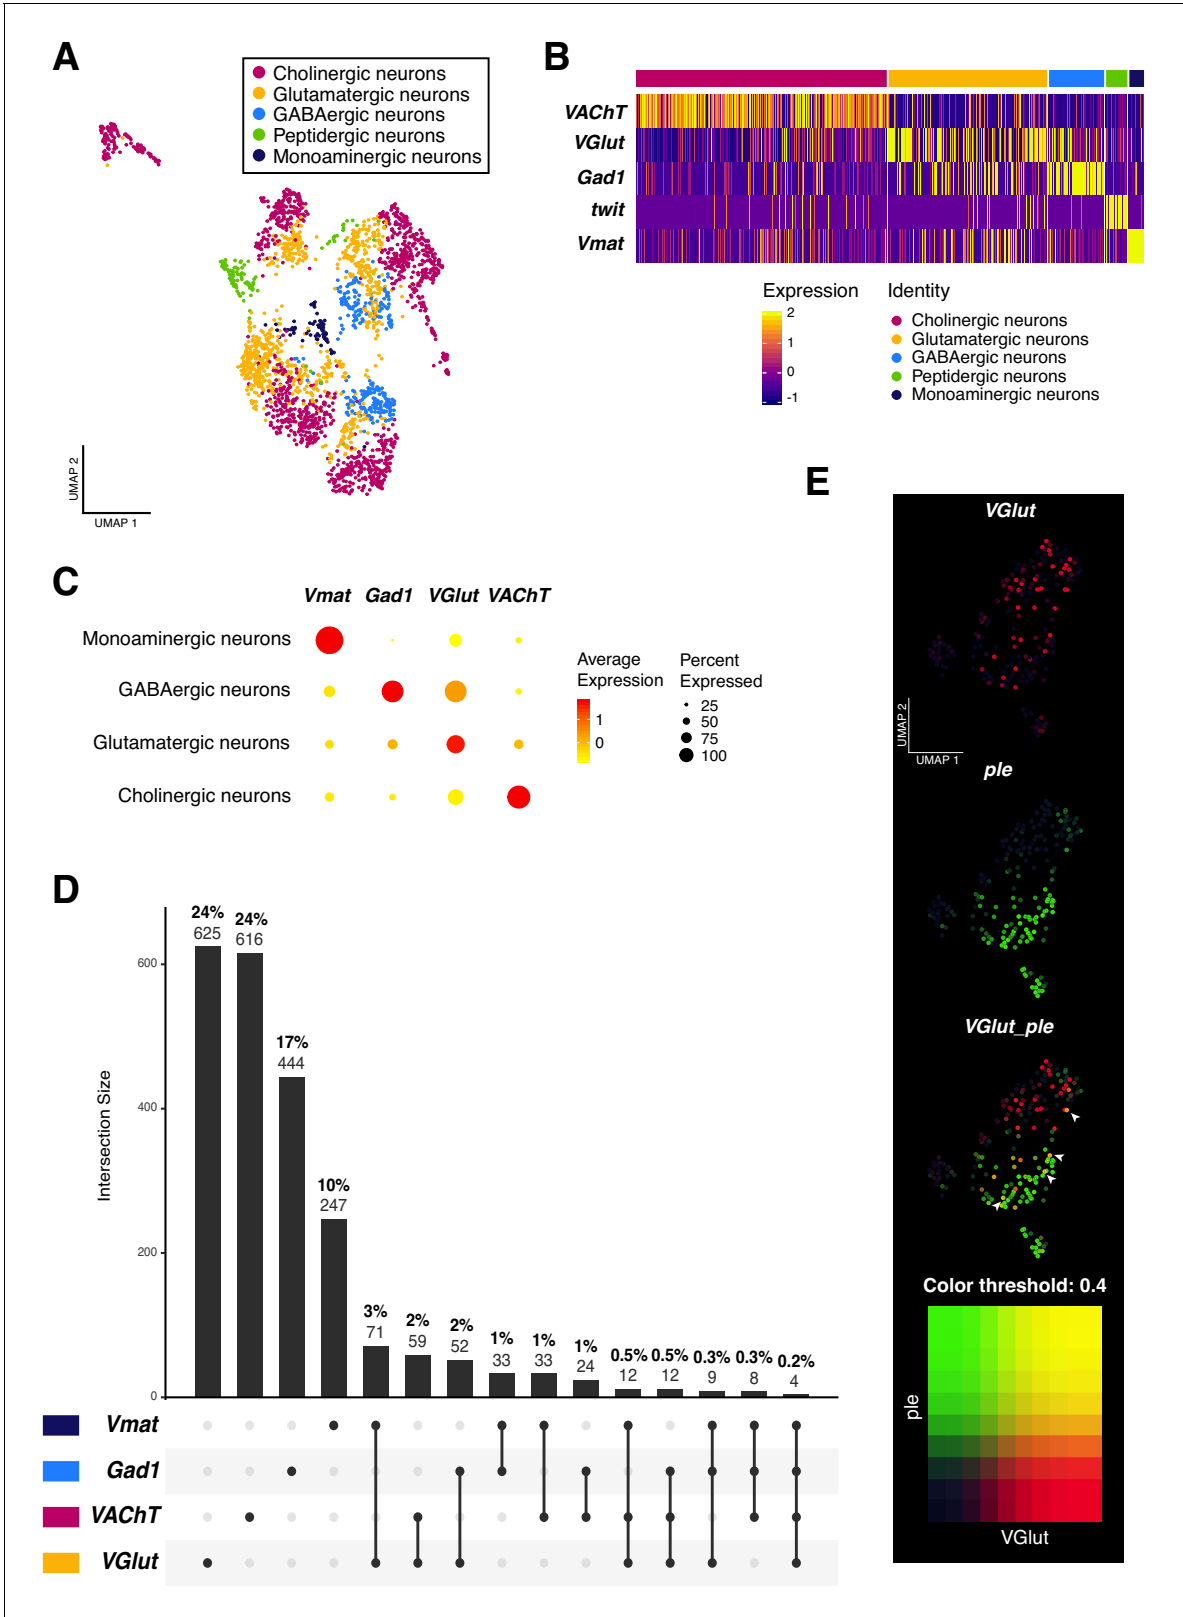 A
Cholinergic neurons
Glutamatergic neurons
GABAergic neurons
Peptidergic neurons
Monoaminergic neurons
UMAP 2
UMAP 1
B
VAChT
VGlut
Gad1
twit
Vmat
Expression
2
1
0
-1
Identity
Cholinergic neurons
Glutamatergic neurons
GABAergic neurons
Peptidergic neurons
Monoaminergic neurons
C
Vmat Gad1 VGlut VAChT
Monoaminergic neurons
GABAergic neurons
Glutamatergic neurons
Cholinergic neurons
Average
Expression
1
0
Percent
Expressed
25
50
75
100
D
Intersection Size
600
400
200
0
24%
625
24%
616
17%
444
10%
247
3%
71
2%
59
2%
52
1%
33
1%
33
1%
24
0.5%
12
0.5%
12
0.3%
9
0.3%
8
0.2%
4
Vmat
Gad1
VAChT
VGlut
E
VGlut
UMAP 2
UMAP 1
ple
VGlut_ple
Color threshold: 0.4
ple
VGlut